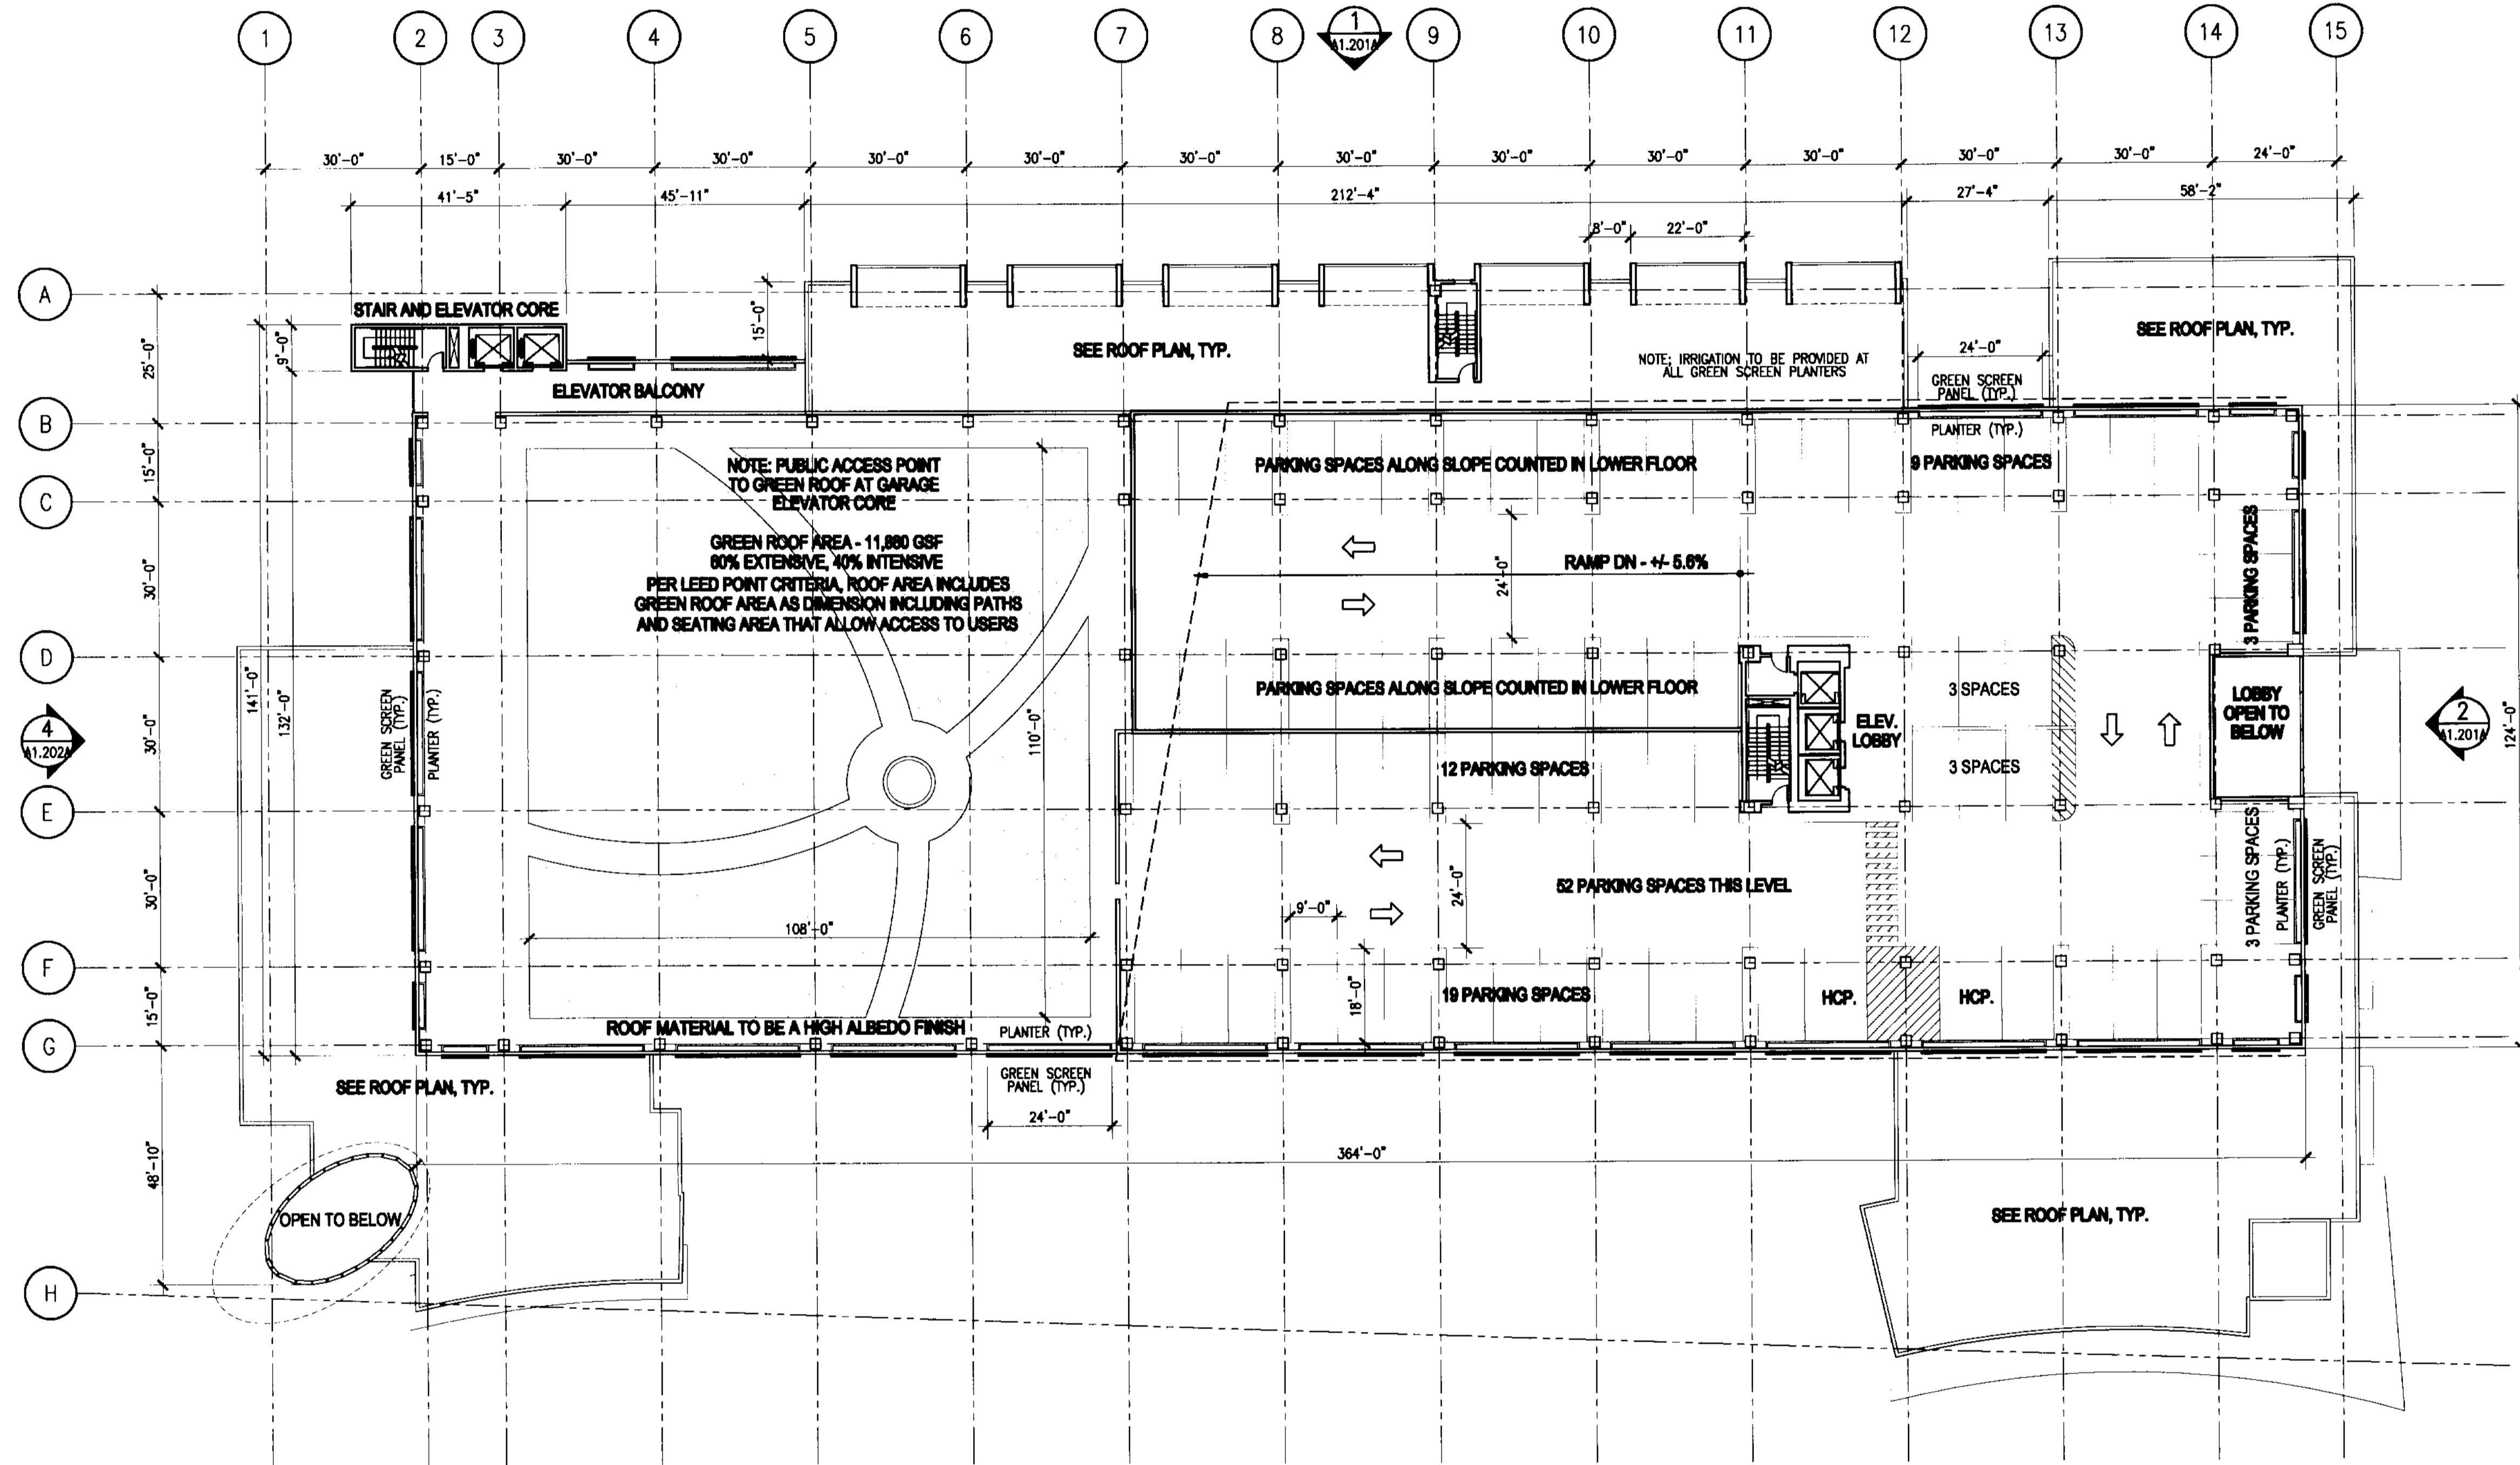 1 2 3 4 5 6 7 8 9 10 11 12 13 14 15
1
A1.201A
30'-0" 15'-0" 30'-0" 30'-0" 30'-0" 30'-0" 30'-0" 30'-0" 30'-0" 30'-0" 30'-0" 30'-0" 30'-0" 24'-0"
41'-5" 45'-11" 212'-4" 27'-4" 58'-2"
8'-0" 22'-0"
A
B
C
D
E
F
G
H
25'-0"
15'-0"
30'-0"
30'-0"
30'-0"
15'-0"
48'-10"
9'-0"
141'-0"
132'-0"
15'-0"
STAIR AND ELEVATOR CORE
ELEVATOR BALCONY
SEE ROOF PLAN, TYP.
NOTE: IRRIGATION TO BE PROVIDED AT
ALL GREEN SCREEN PLANTERS
24'-0"
GREEN SCREEN
PANEL (TYP.)
PLANTER (TYP.)
SEE ROOF PLAN, TYP.
NOTE: PUBLIC ACCESS POINT
TO GREEN ROOF AT GARAGE
ELEVATOR CORE
GREEN ROOF AREA - 11,880 GSF
60% EXTENSIVE, 40% INTENSIVE
PER LEED POINT CRITERIA, ROOF AREA INCLUDES
GREEN ROOF AREA AS DIMENSION INCLUDING PATHS
AND SEATING AREA THAT ALLOW ACCESS TO USERS
PARKING SPACES ALONG SLOPE COUNTED IN LOWER FLOOR
9 PARKING SPACES
3 PARKING SPACES
24'-0"
RAMP DN - +/- 5.6%
PARKING SPACES ALONG SLOPE COUNTED IN LOWER FLOOR
3 SPACES
LOBBY
OPEN TO
BELOW
ELEV.
LOBBY
3 SPACES
12 PARKING SPACES
4
A1.202A
2
A1.201A
124'-0"
GREEN SCREEN
PANEL (TYP.)
PLANTER (TYP.)
110'-0"
108'-0"
24'-0"
9'-0"
18'-0"
52 PARKING SPACES THIS LEVEL
3 PARKING SPACES
PLANTER (TYP.)
GREEN SCREEN
PANEL (TYP.)
19 PARKING SPACES
HCP.
HCP.
ROOF MATERIAL TO BE A HIGH ALBEDO FINISH
PLANTER (TYP.)
GREEN SCREEN
PANEL (TYP.)
24'-0"
SEE ROOF PLAN, TYP.
364'-0"
OPEN TO BELOW
SEE ROOF PLAN, TYP.